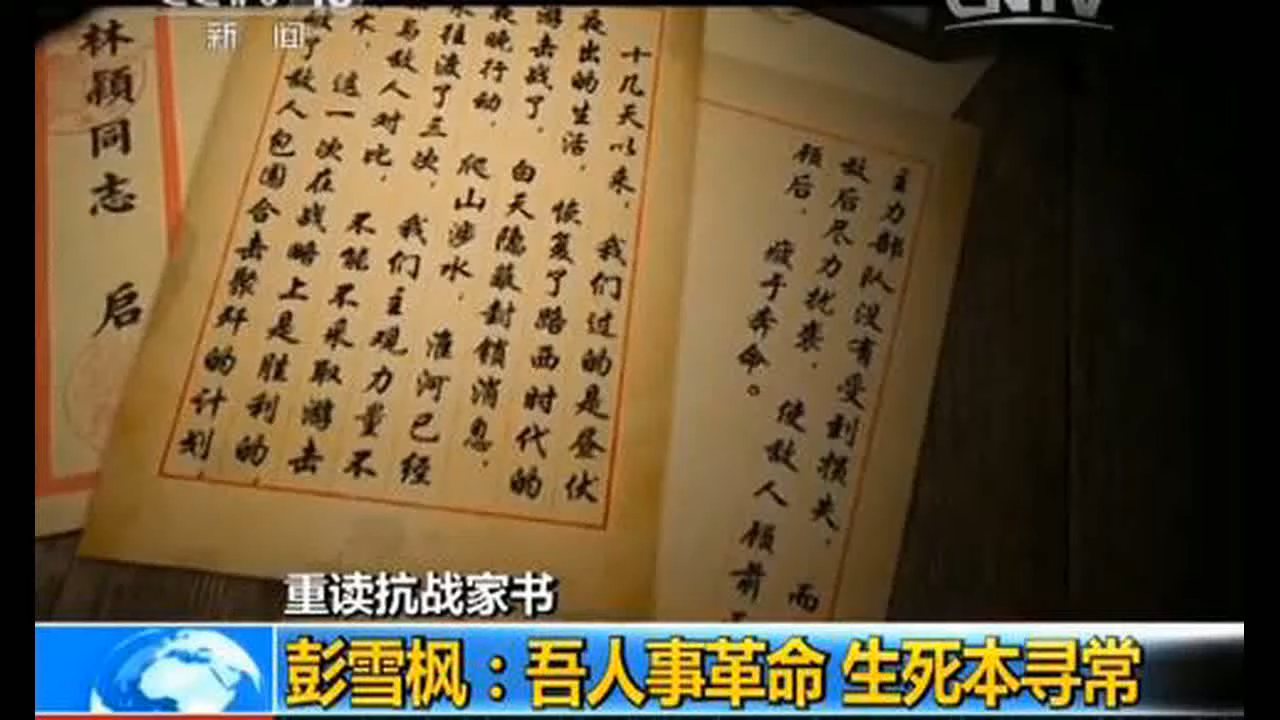 新闻
CNTV
林颖同志 启
十几天以来，我们过的是昼伏
夜出的生活，恢复了路西时代的
游击战了，白天隐蔽封锁消息，
夜晚行动，爬山涉水，淮河已经
来往渡了三次，我们主观力量不
与敌人对比，不能不采取游击
术，这一次在战略上是胜利的
了敌人包围合击聚歼的计划
主力部队没有受到损失，而
敌后尽力扰袭，使敌人顾前
顾后，疲于奔命。
重读抗战家书
彭雪枫：吾人事革命 生死本寻常